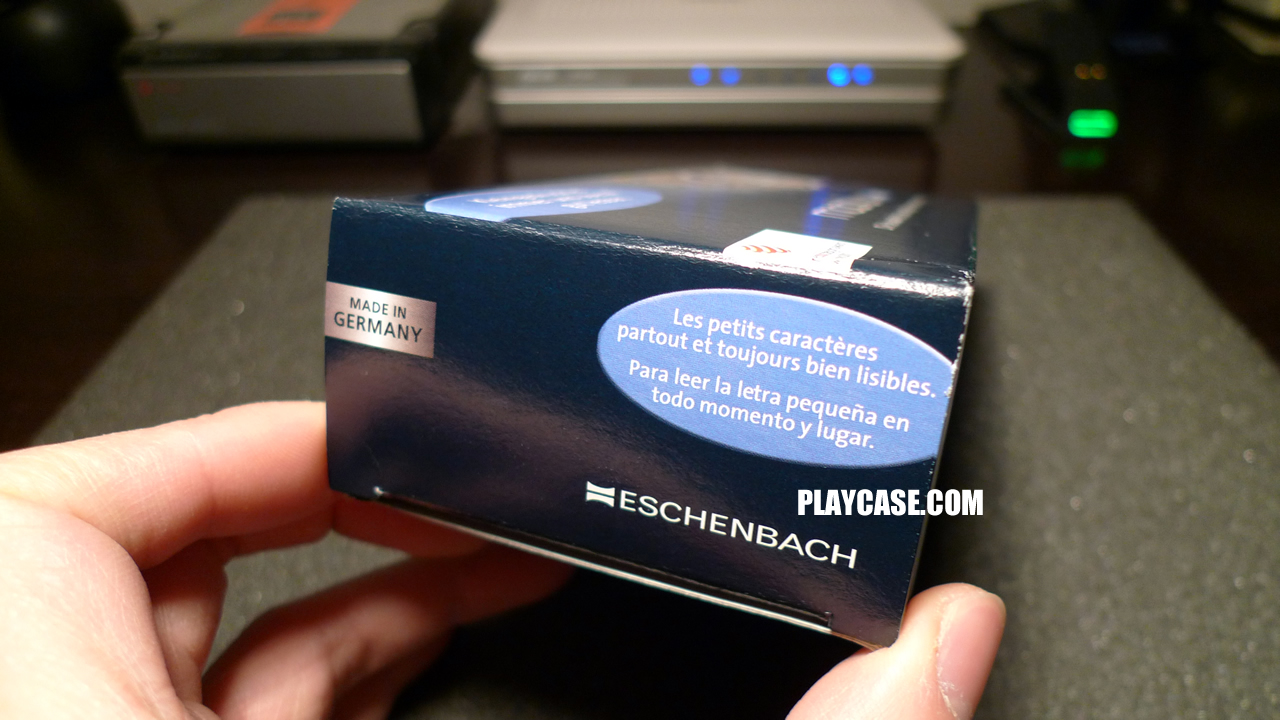 MADE IN
GERMANY
Les petits caractères
partout et toujours bien lisibles.
Para leer la letra pequeña en
todo momento y lugar.
ESCHENBACH
PLAYCASE.COM